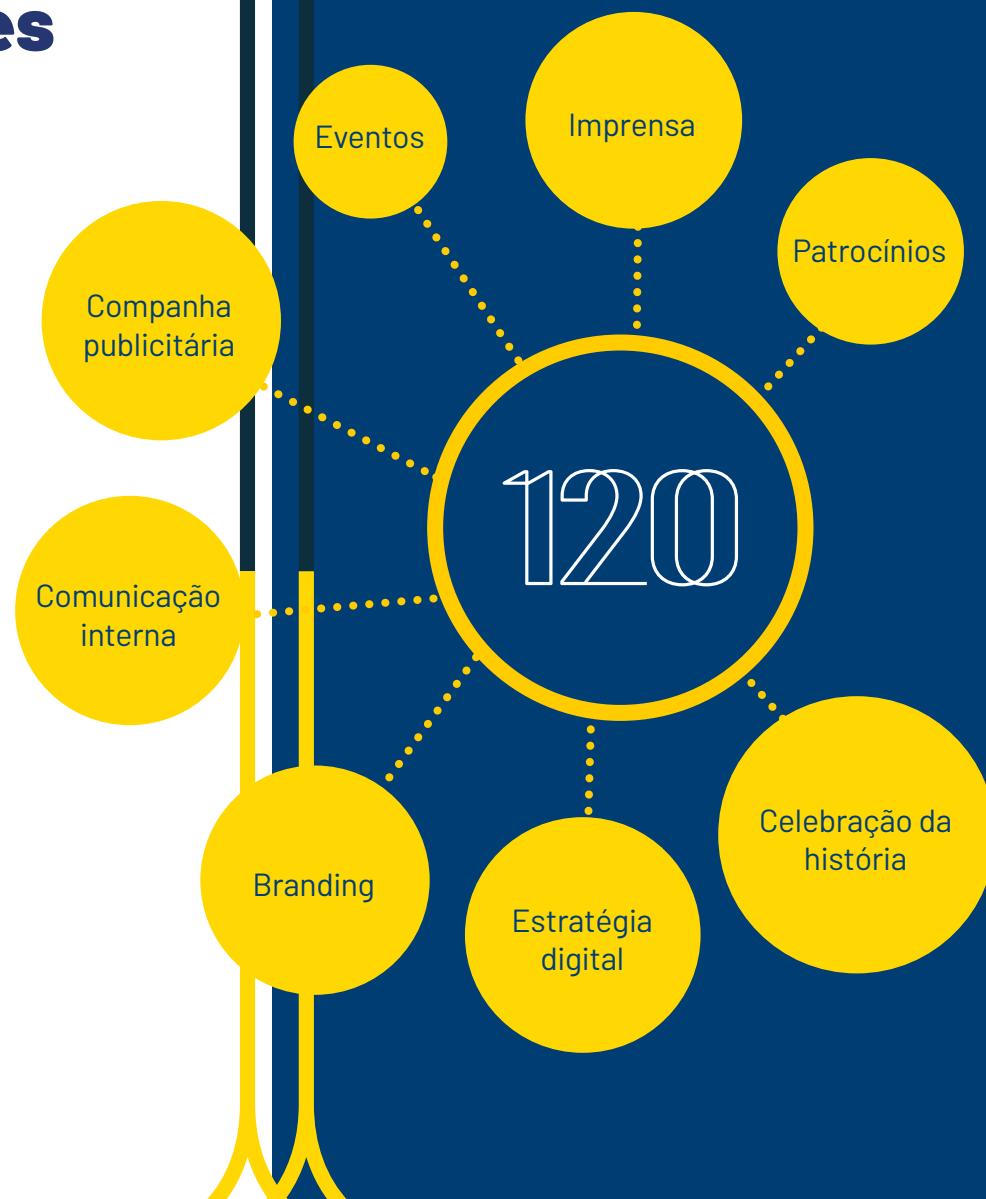 es
Eventos
Imprensa
Patrocínios
Companha
publicitária
120
Comunicação
interna
Celebração da
história
Branding
Estratégia
digital